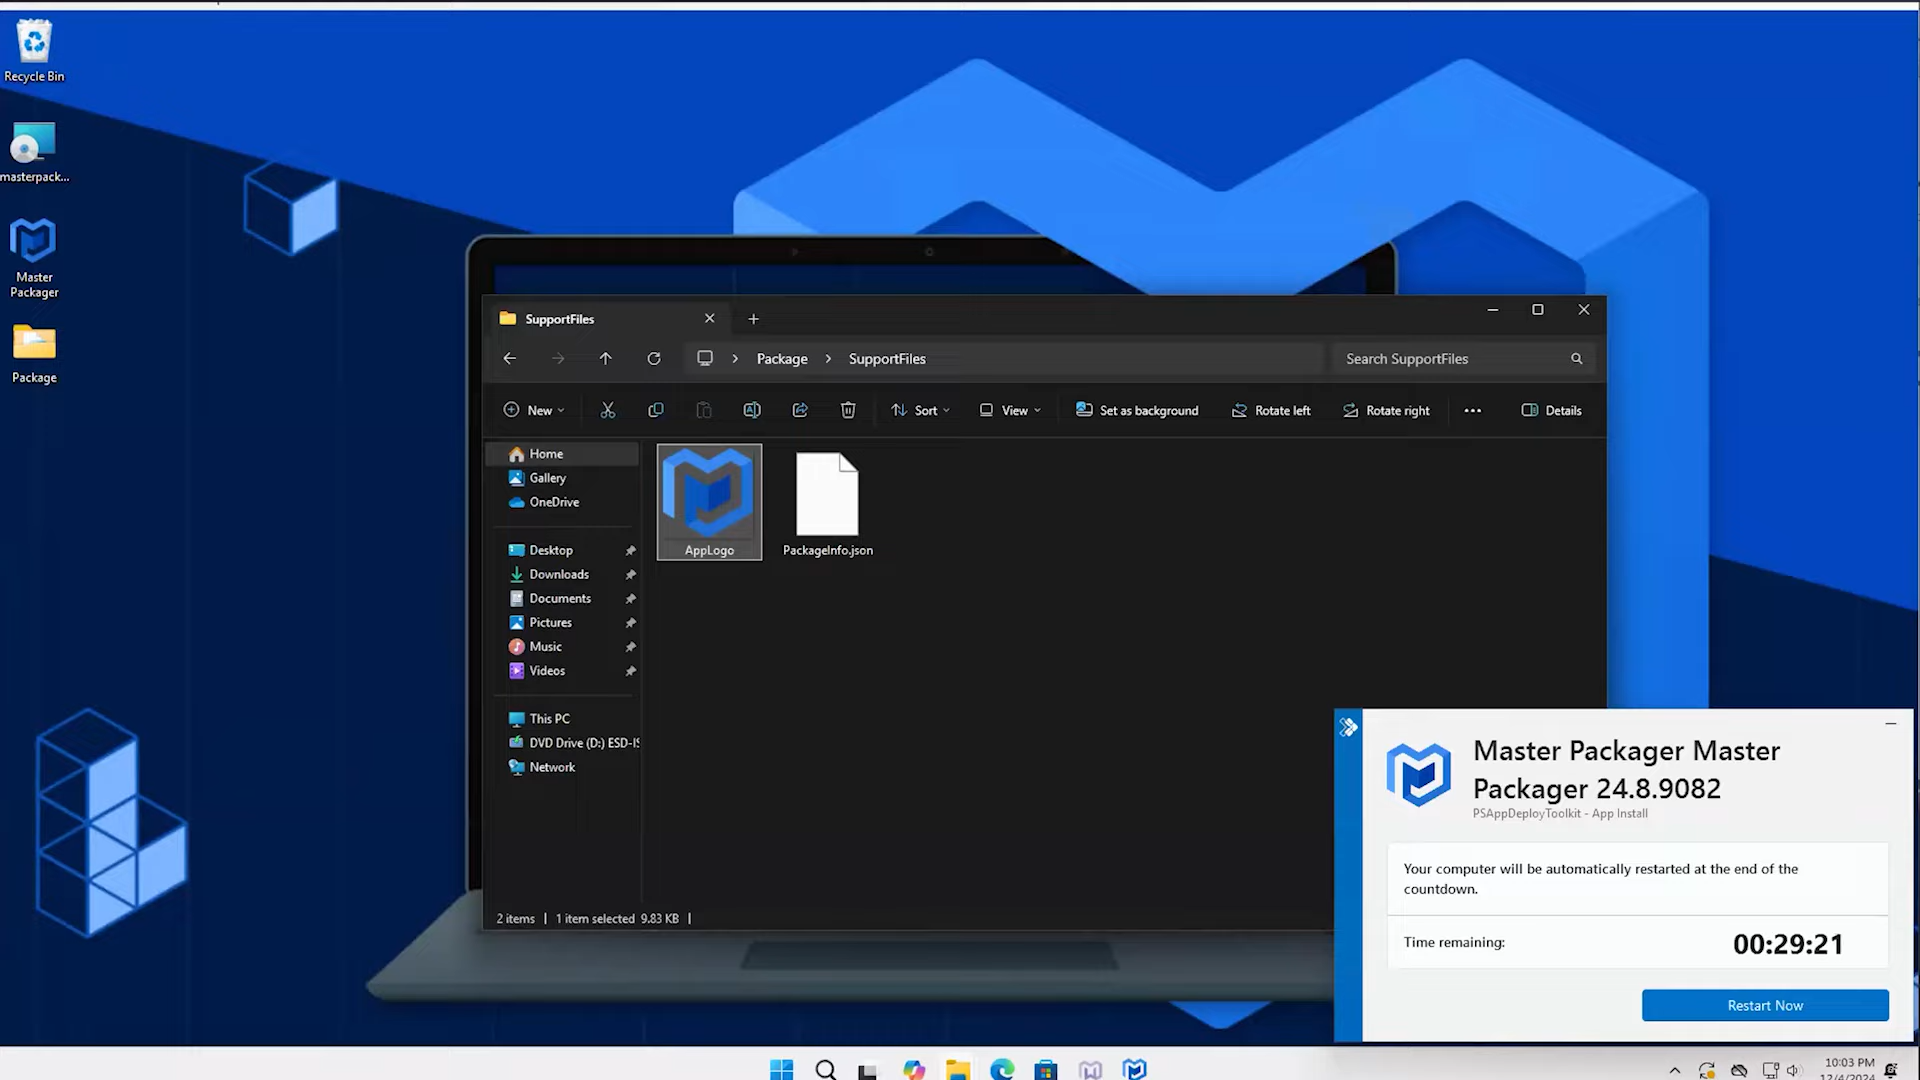 Recycle Bin
masterpack...
Master
Packager
Package
SupportFiles
Package
SupportFiles
Search SupportFiles
New
Sort
View
Set as background
Rotate left
Rotate right
Details
Home
Gallery
OneDrive
Desktop
Downloads
Documents
Pictures
Music
Videos
This PC
DVD Drive (D:) ESD-IS
Network
AppLogo
PackageInfo.json
2 items
1 item selected 9.83 KB
Master Packager Master
Packager 24.8.9082
PSAppDeployToolkit - App Install
Your computer will be automatically restarted at the end of the
countdown.
Time remaining:
00:29:21
Restart Now
10:03 PM
12/4/2024